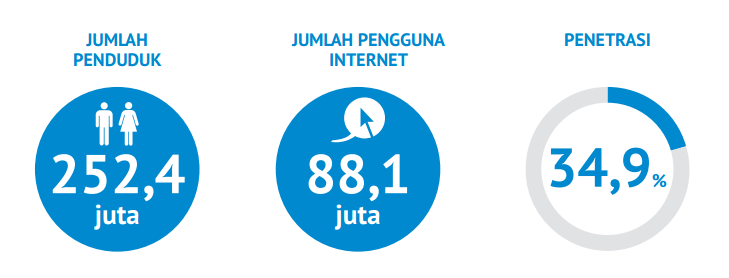 JUMLAH
PENDUDUK
252,4
juta
JUMLAH PENGGUNA
INTERNET
88,1
juta
PENETRASI
34,9%